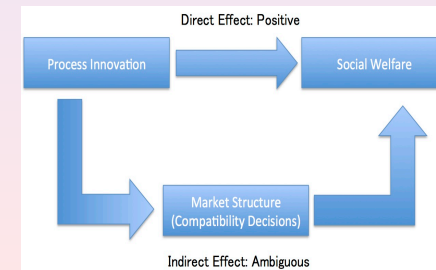 Direct Effect: Positive
Process Innovation
Social Welfare
Market Structure
(Compatibility Decisions)
Indirect Effect: Ambiguous